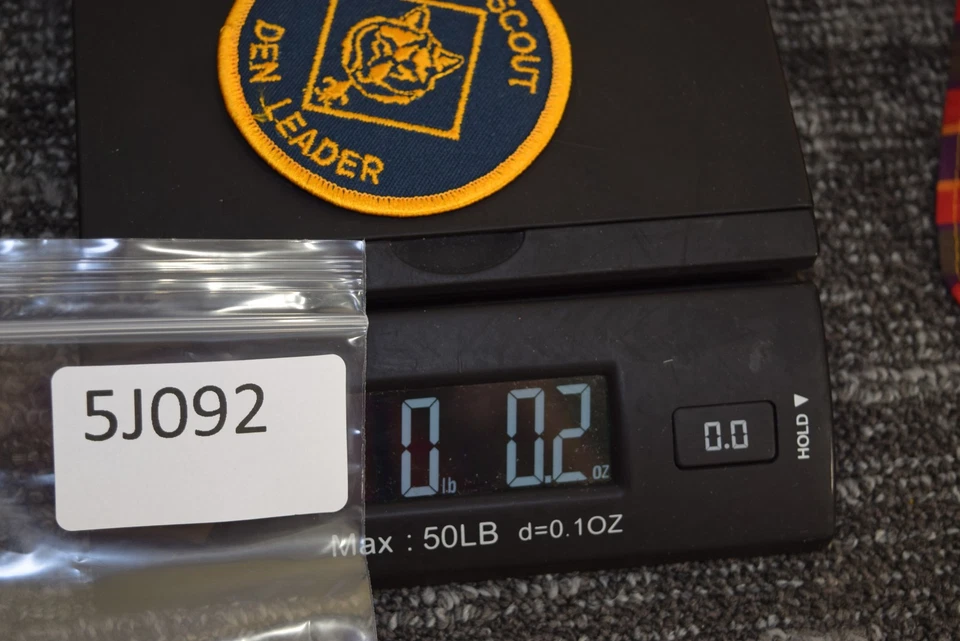 SCOUT
DEN LEADER
5J092
0 lb 0.2 oz
0.0
HOLD ▼
Max : 50LB d=0.1OZ